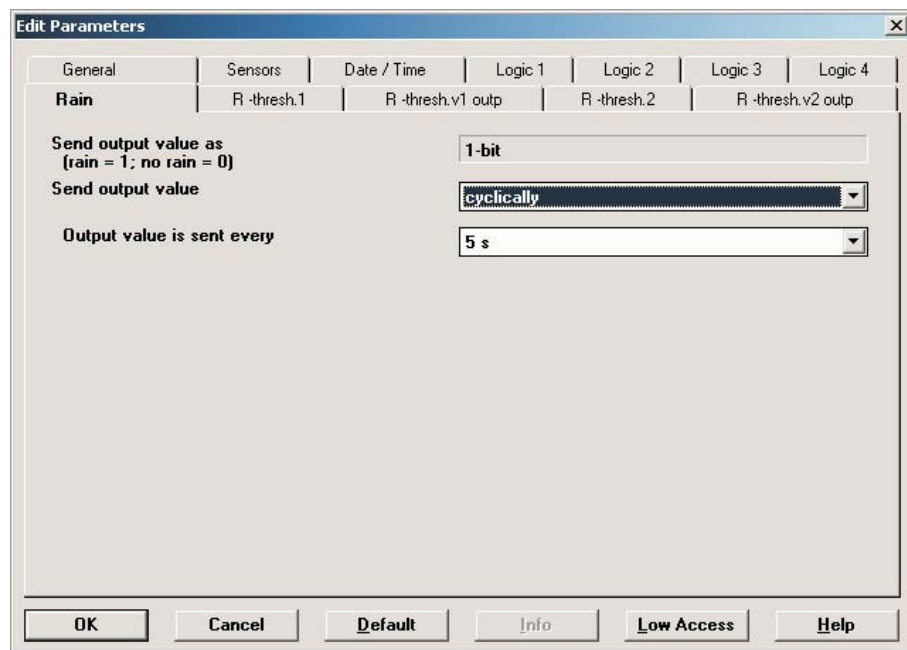 Edit Parameters
General Sensors Date / Time Logic 1 Logic 2 Logic 3 Logic 4
Rain R -thresh.1 R -thresh.v1 outp R -thresh.2 R -thresh.v2 outp
Send output value as
(rain = 1; no rain = 0)
1-bit
Send output value
cyclically
Output value is sent every
5 s
OK Cancel Default Info Low Access Help